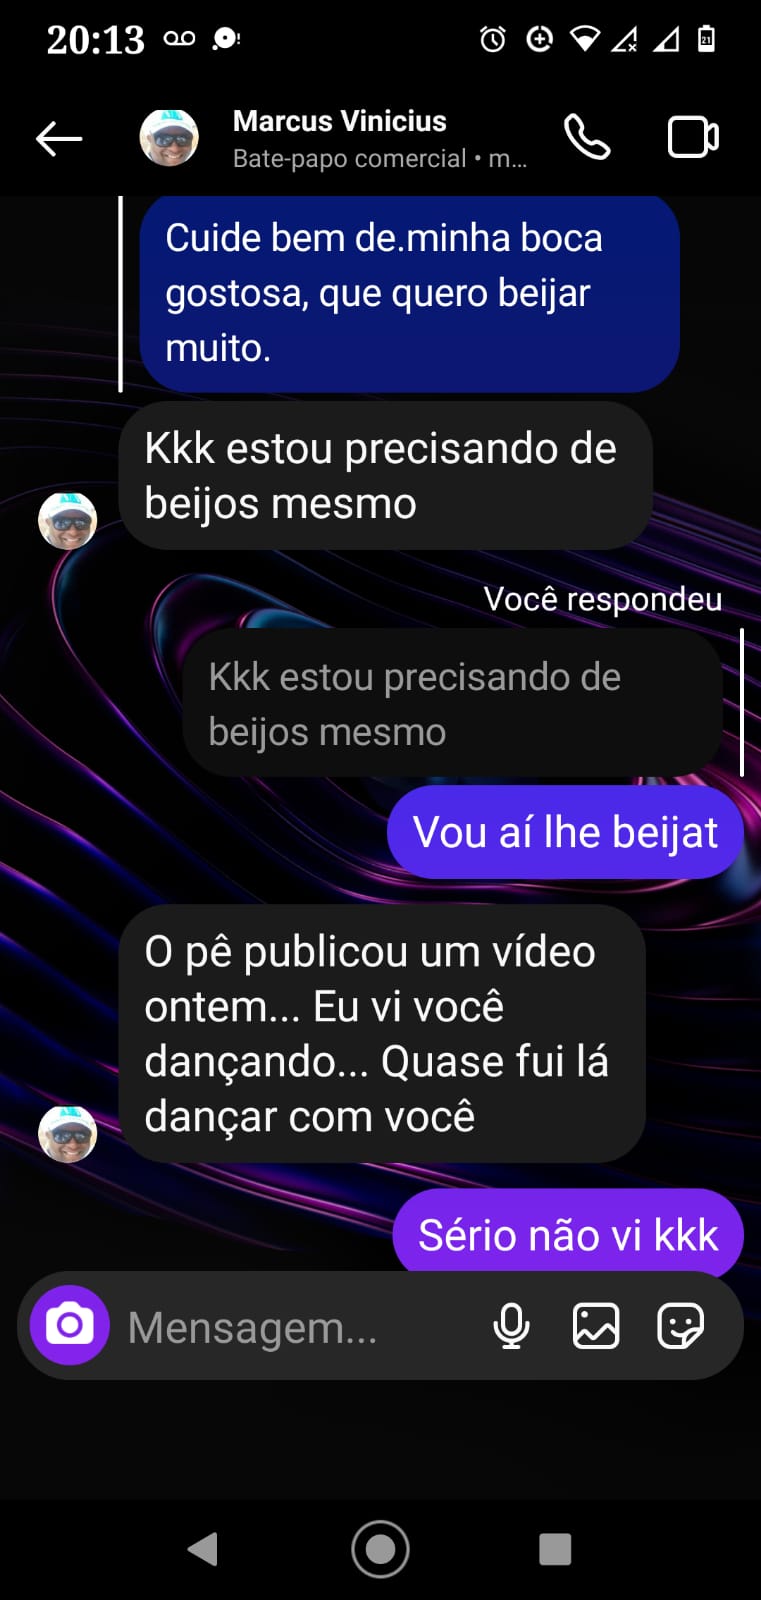 20:13
21
Marcus Vinicius
Bate-papo comercial • m...
Cuide bem de.minha boca
gostosa, que quero beijar
muito.
Kkk estou precisando de
beijos mesmo
Você respondeu
Kkk estou precisando de
beijos mesmo
Vou aí lhe beijat
O pê publicou um vídeo
ontem... Eu vi você
dançando... Quase fui lá
dançar com você
Sério não vi kkk
Mensagem...